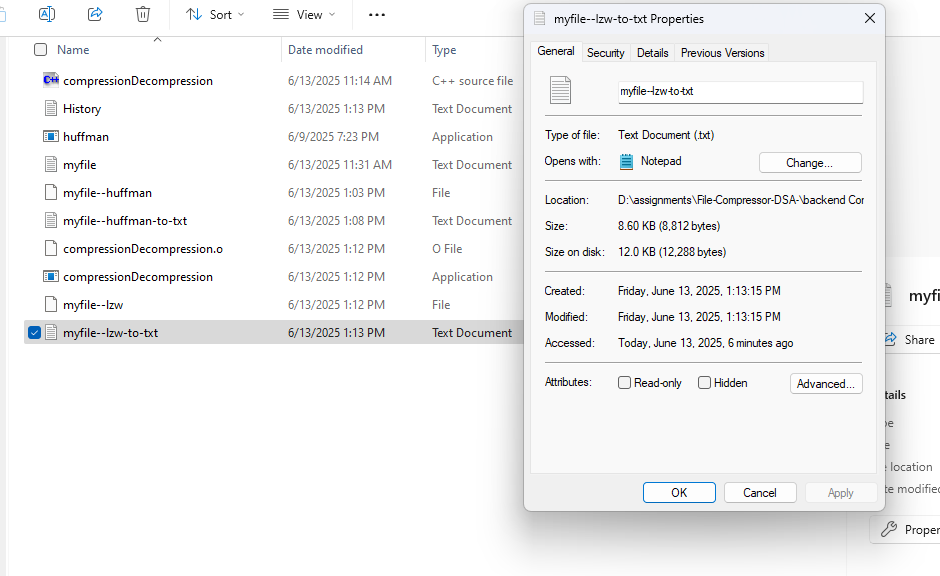 Sort
View
...
Name
Date modified
Type
compressionDecompression 6/13/2025 11:14 AM C++ source file
History 6/13/2025 1:13 PM Text Document
huffman 6/9/2025 7:23 PM Application
myfile 6/13/2025 11:31 AM Text Document
myfile--huffman 6/13/2025 1:03 PM File
myfile--huffman-to-txt 6/13/2025 1:08 PM Text Document
compressionDecompression.o 6/13/2025 1:12 PM O File
compressionDecompression 6/13/2025 1:12 PM Application
myfile--lzw 6/13/2025 1:12 PM File
myfile--lzw-to-txt 6/13/2025 1:13 PM Text Document
myfile--lzw-to-txt Properties
General Security Details Previous Versions
myfile--lzw-to-txt
Type of file: Text Document (.txt)
Opens with: Notepad Change...
Location: D:\assignments\File-Compressor-DSA-\backend Cor
Size: 8.60 KB (8,812 bytes)
Size on disk: 12.0 KB (12,288 bytes)
Created: Friday, June 13, 2025, 1:13:15 PM
Modified: Friday, June 13, 2025, 1:13:15 PM
Accessed: Today, June 13, 2025, 6 minutes ago
Attributes: Read-only Hidden Advanced...
OK Cancel Apply
myfi
Share
tails
pe
e
e location
te modified
Proper